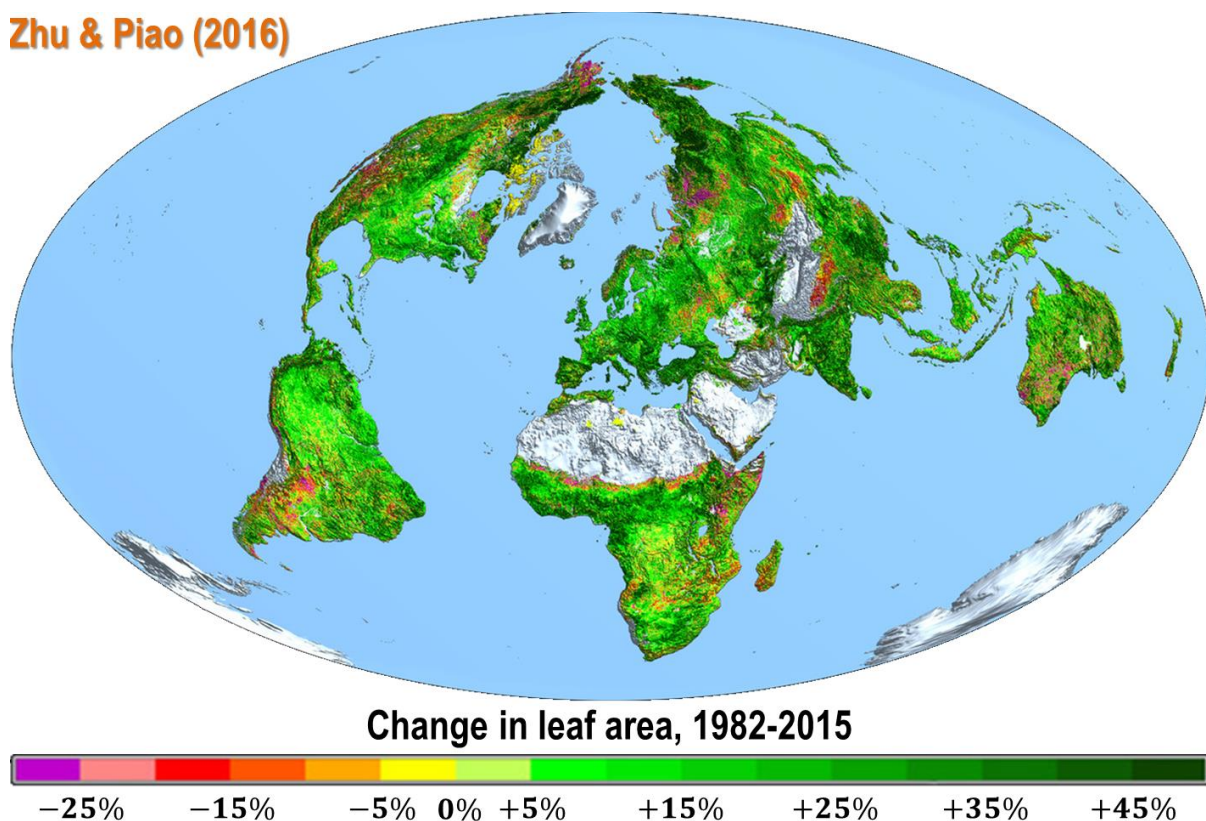 Zhu & Piao (2016)
Change in leaf area, 1982-2015
−25% −15% −5% 0% +5% +15% +25% +35% +45%